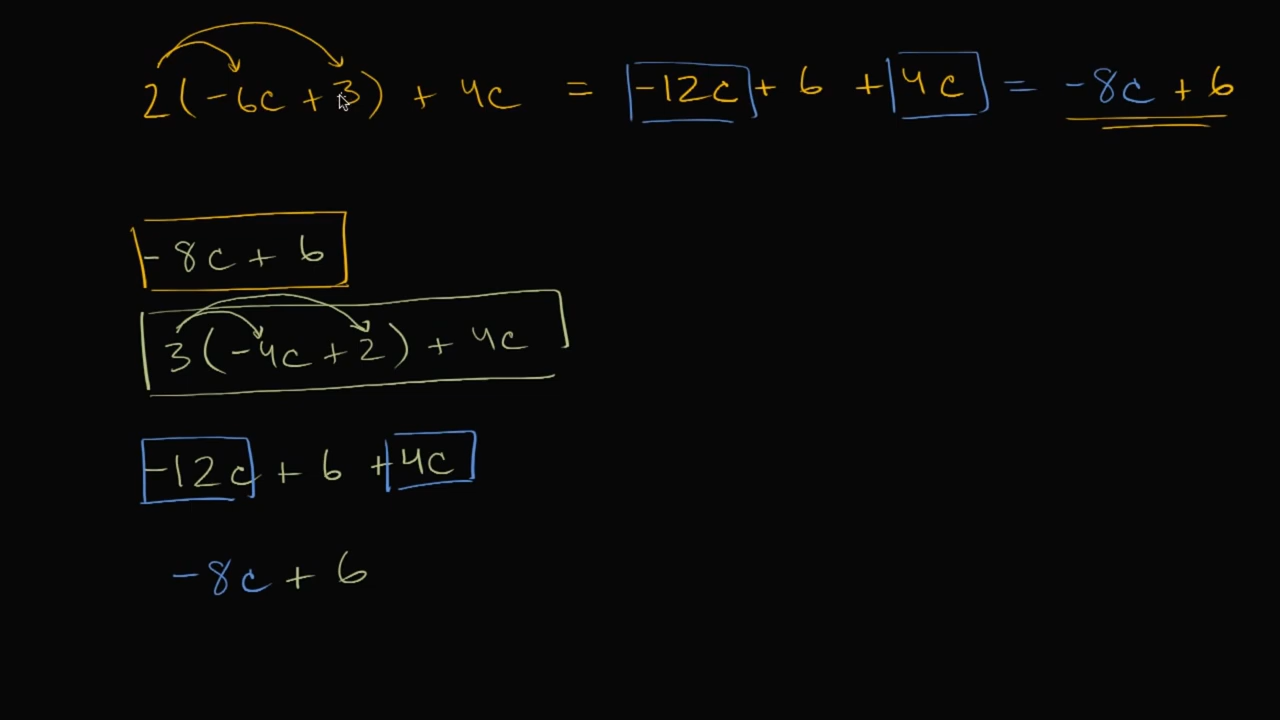 2(-6c + 3) + 4c = -12c + 6 + 4c = -8c + 6
-8c + 6
3(-4c + 2) + 4c
-12c + 6 + 4c
-8c + 6